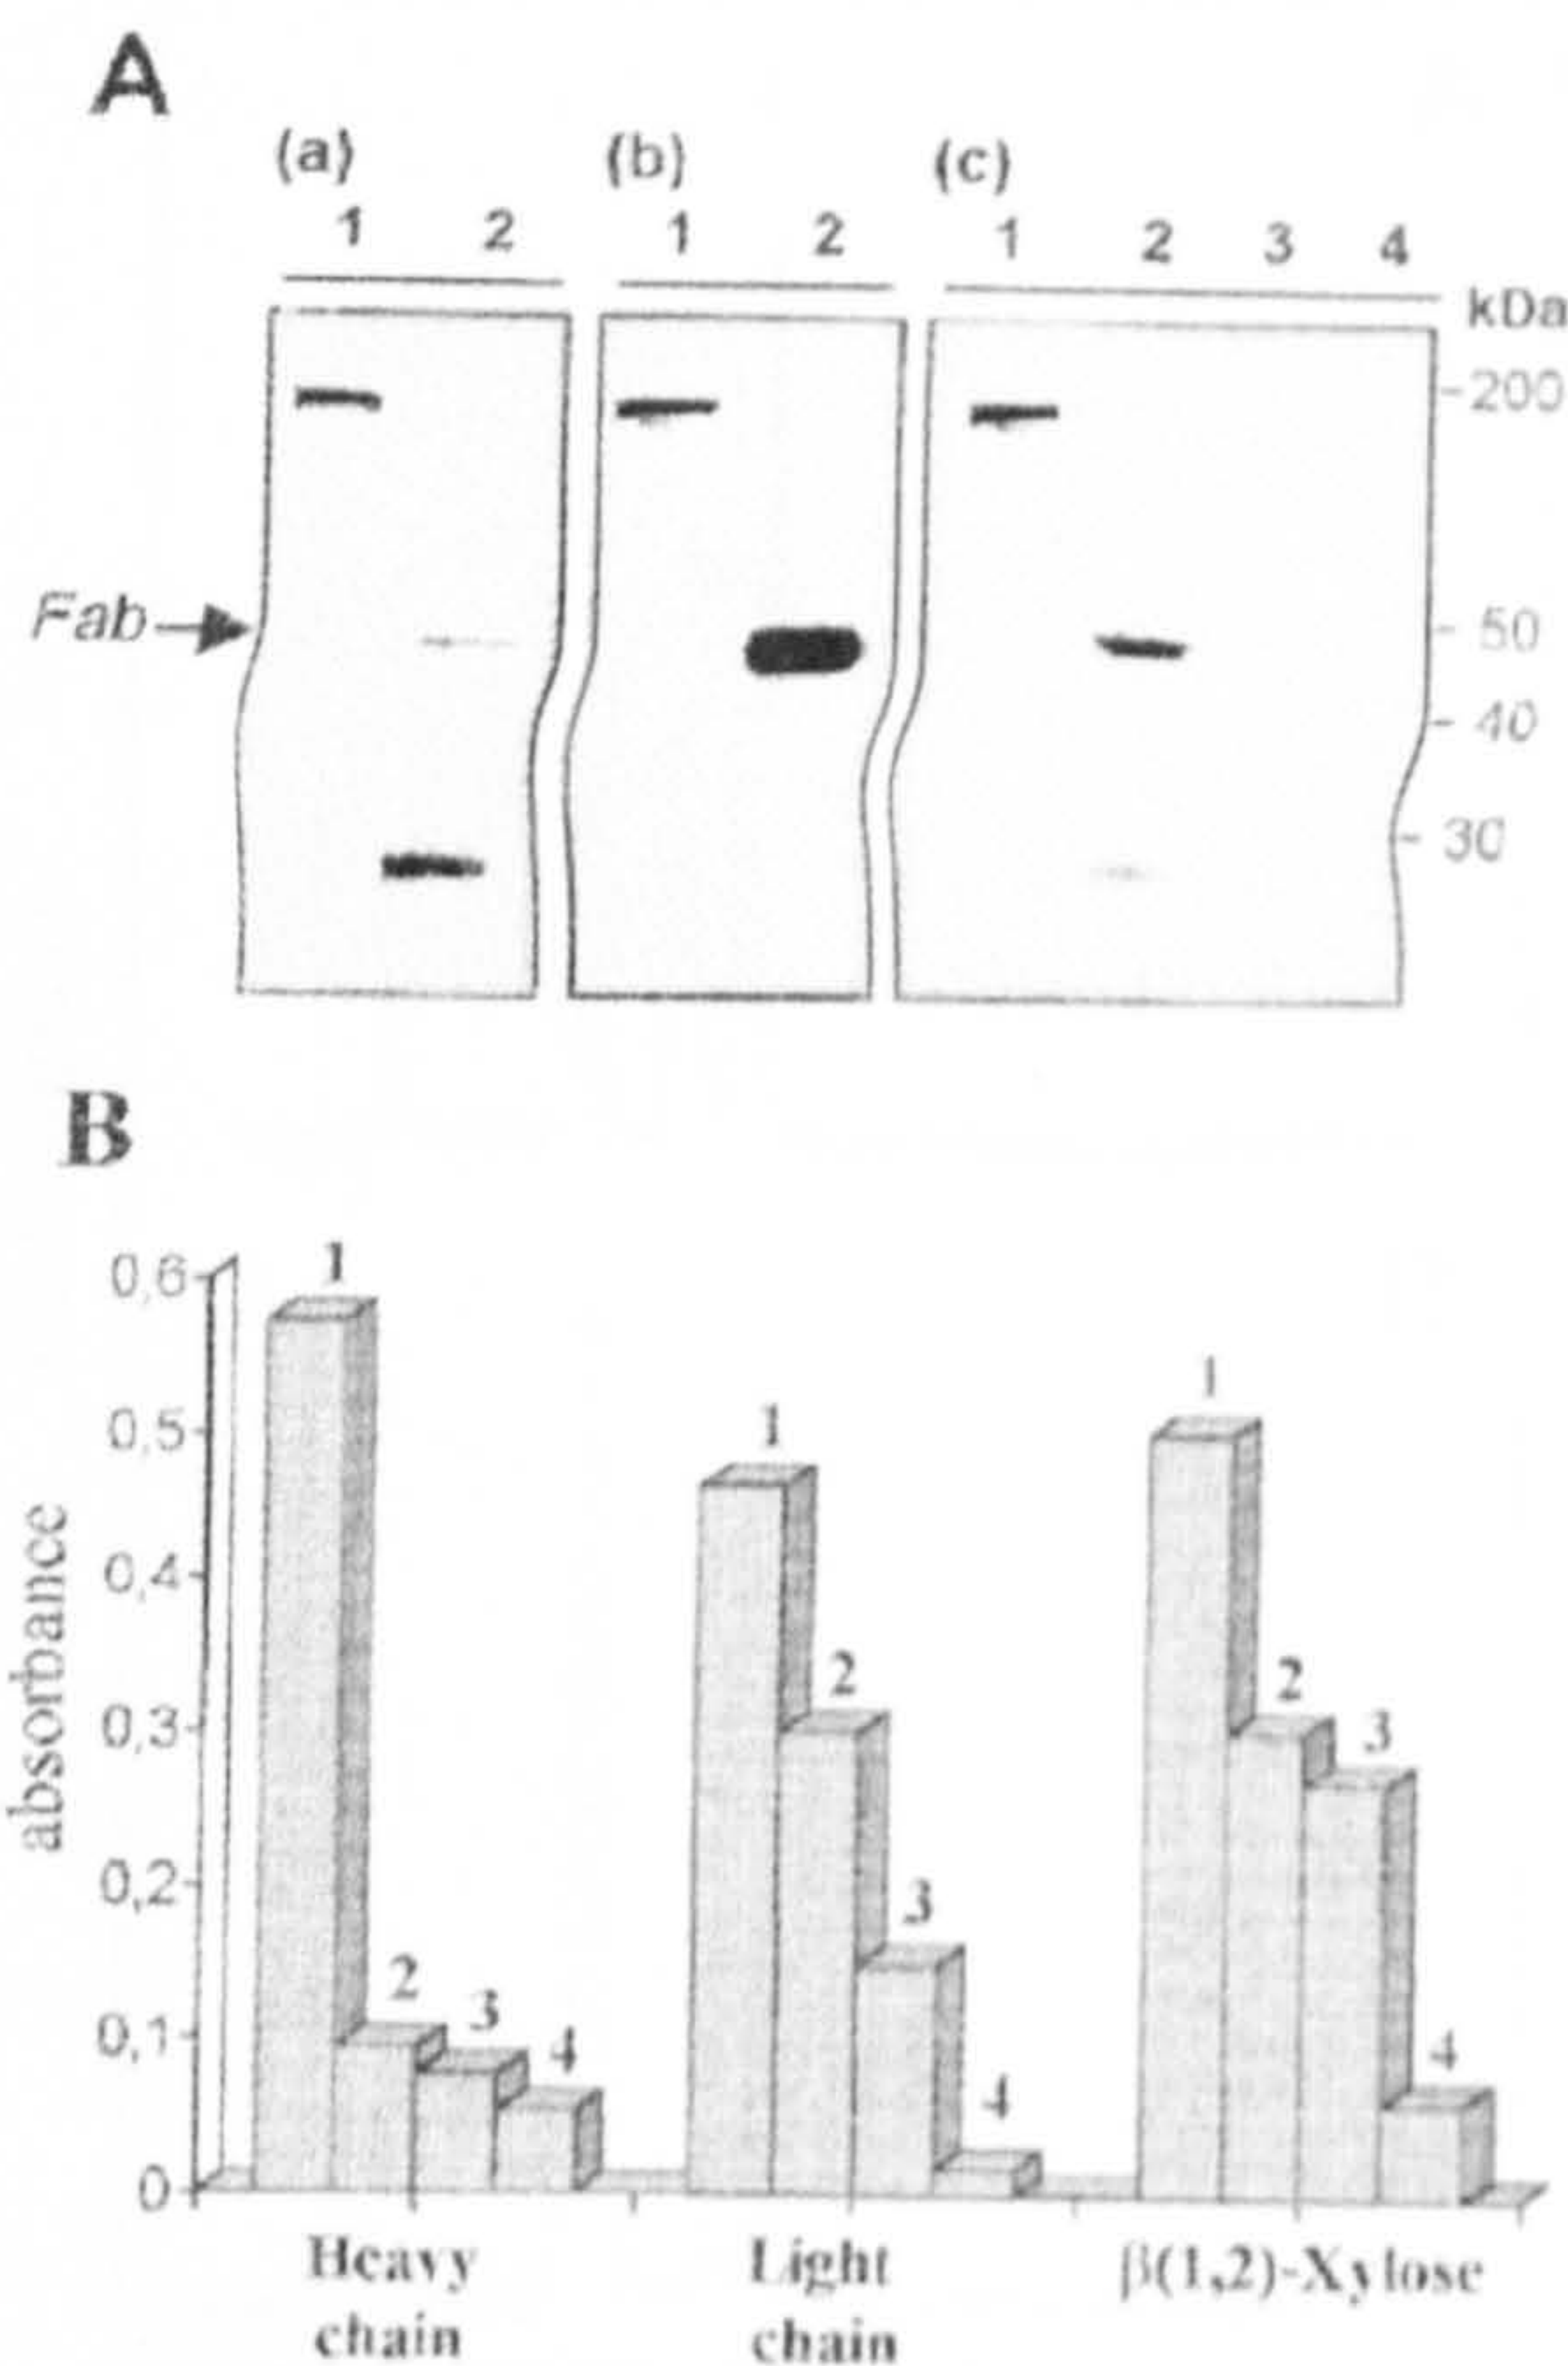 A
(a) (b) (c)
1 2 1 2 1 2 3 4
kDa
200
Fab
50
40
30
B
absorbance
0,6
0,5
0,4
0,3
0,2
0,1
0
1 2 3 4
1 2 3 4
1 2 3 4
Heavy chain
Light chain
β(1,2)-Xylose